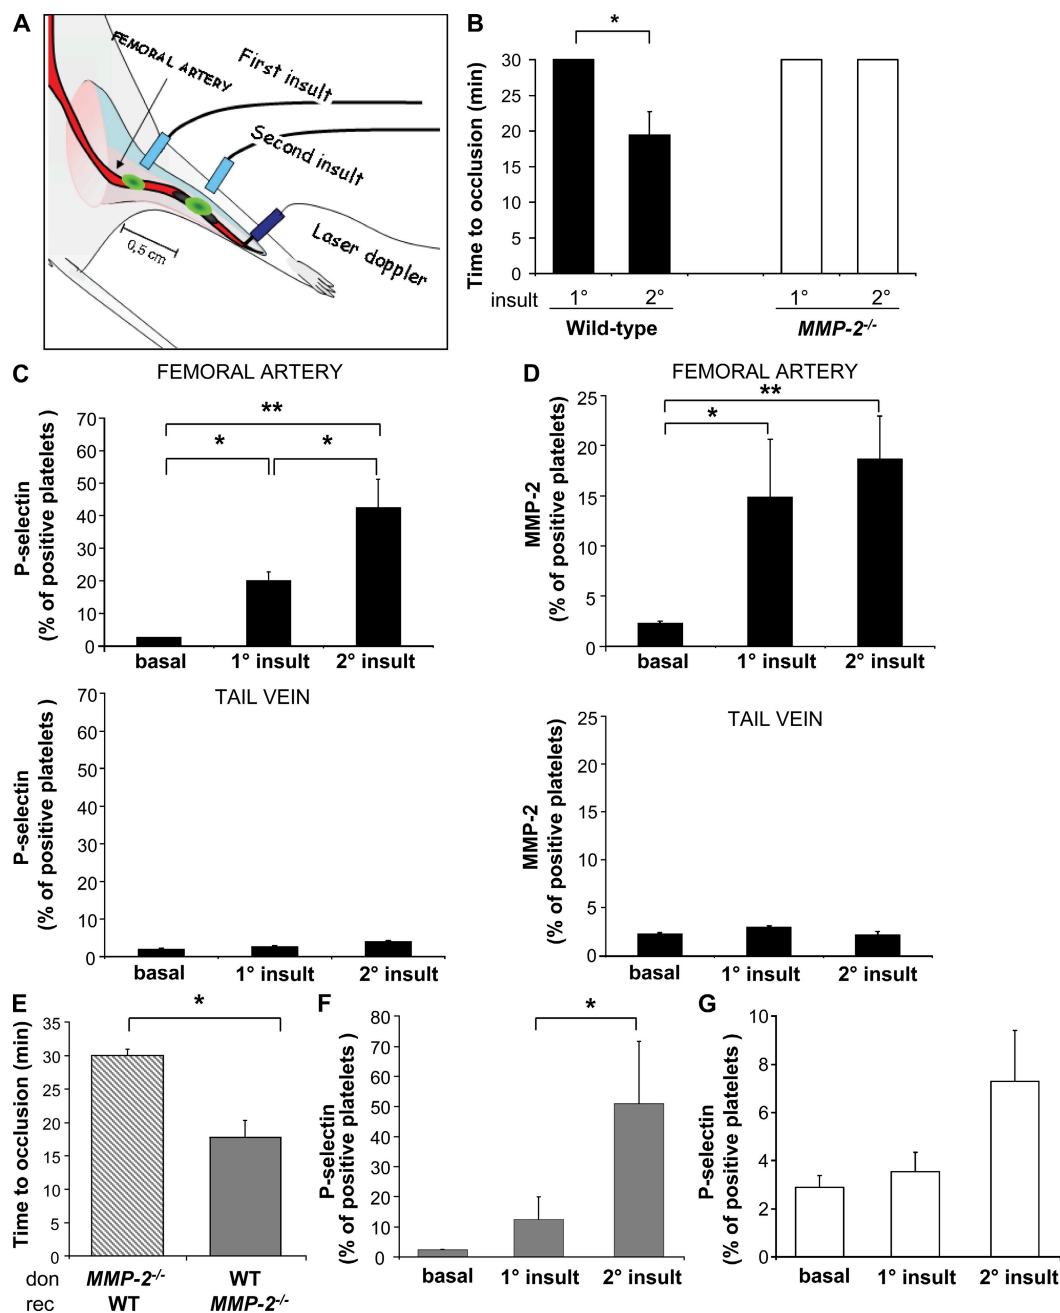 A
FEMORAL ARTERY
First insult
Second insult
Laser doppler
0,5 cm
B
*
Time to occlusion (min)
30
25
20
15
10
5
0
insult 1° 2° 1° 2°
Wild-type MMP-2-/-
C
FEMORAL ARTERY
P-selectin
(% of positive platelets )
70
60
50
40
30
20
10
0
**
* *
basal 1° insult 2° insult
TAIL VEIN
P-selectin
(% of positive platelets )
70
60
50
40
30
20
10
0
basal 1° insult 2° insult
D
FEMORAL ARTERY
MMP-2
(% of positive platelets)
25
20
15
10
5
0
**
*
basal 1° insult 2° insult
TAIL VEIN
MMP-2
(% of positive platelets)
25
20
15
10
5
0
basal 1° insult 2° insult
E
*
Time to occlusion (min)
35
30
25
20
15
10
5
0
don MMP-2-/- WT
rec WT MMP-2-/-
F
*
P-selectin
(% of positive platelets )
80
70
60
50
40
30
20
10
0
basal 1° insult 2° insult
G
P-selectin
(% of positive platelets )
10
8
6
4
2
0
basal 1° insult 2° insult